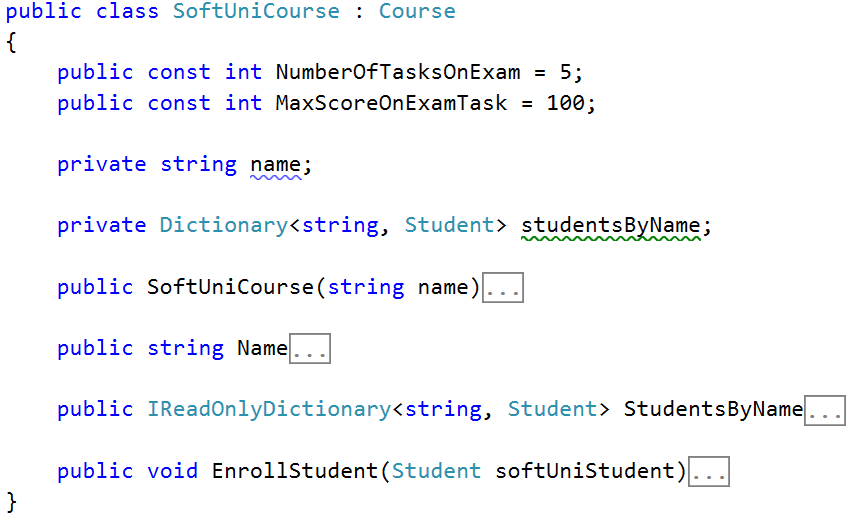 public class SoftUniCourse : Course
{
public const int NumberOfTasksOnExam = 5;
public const int MaxScoreOnExamTask = 100;
private string name;
private Dictionary<string, Student> studentsByName;
public SoftUniCourse(string name)...
public string Name...
public IReadOnlyDictionary<string, Student> StudentsByName...
public void EnrollStudent(Student softUniStudent)...
}